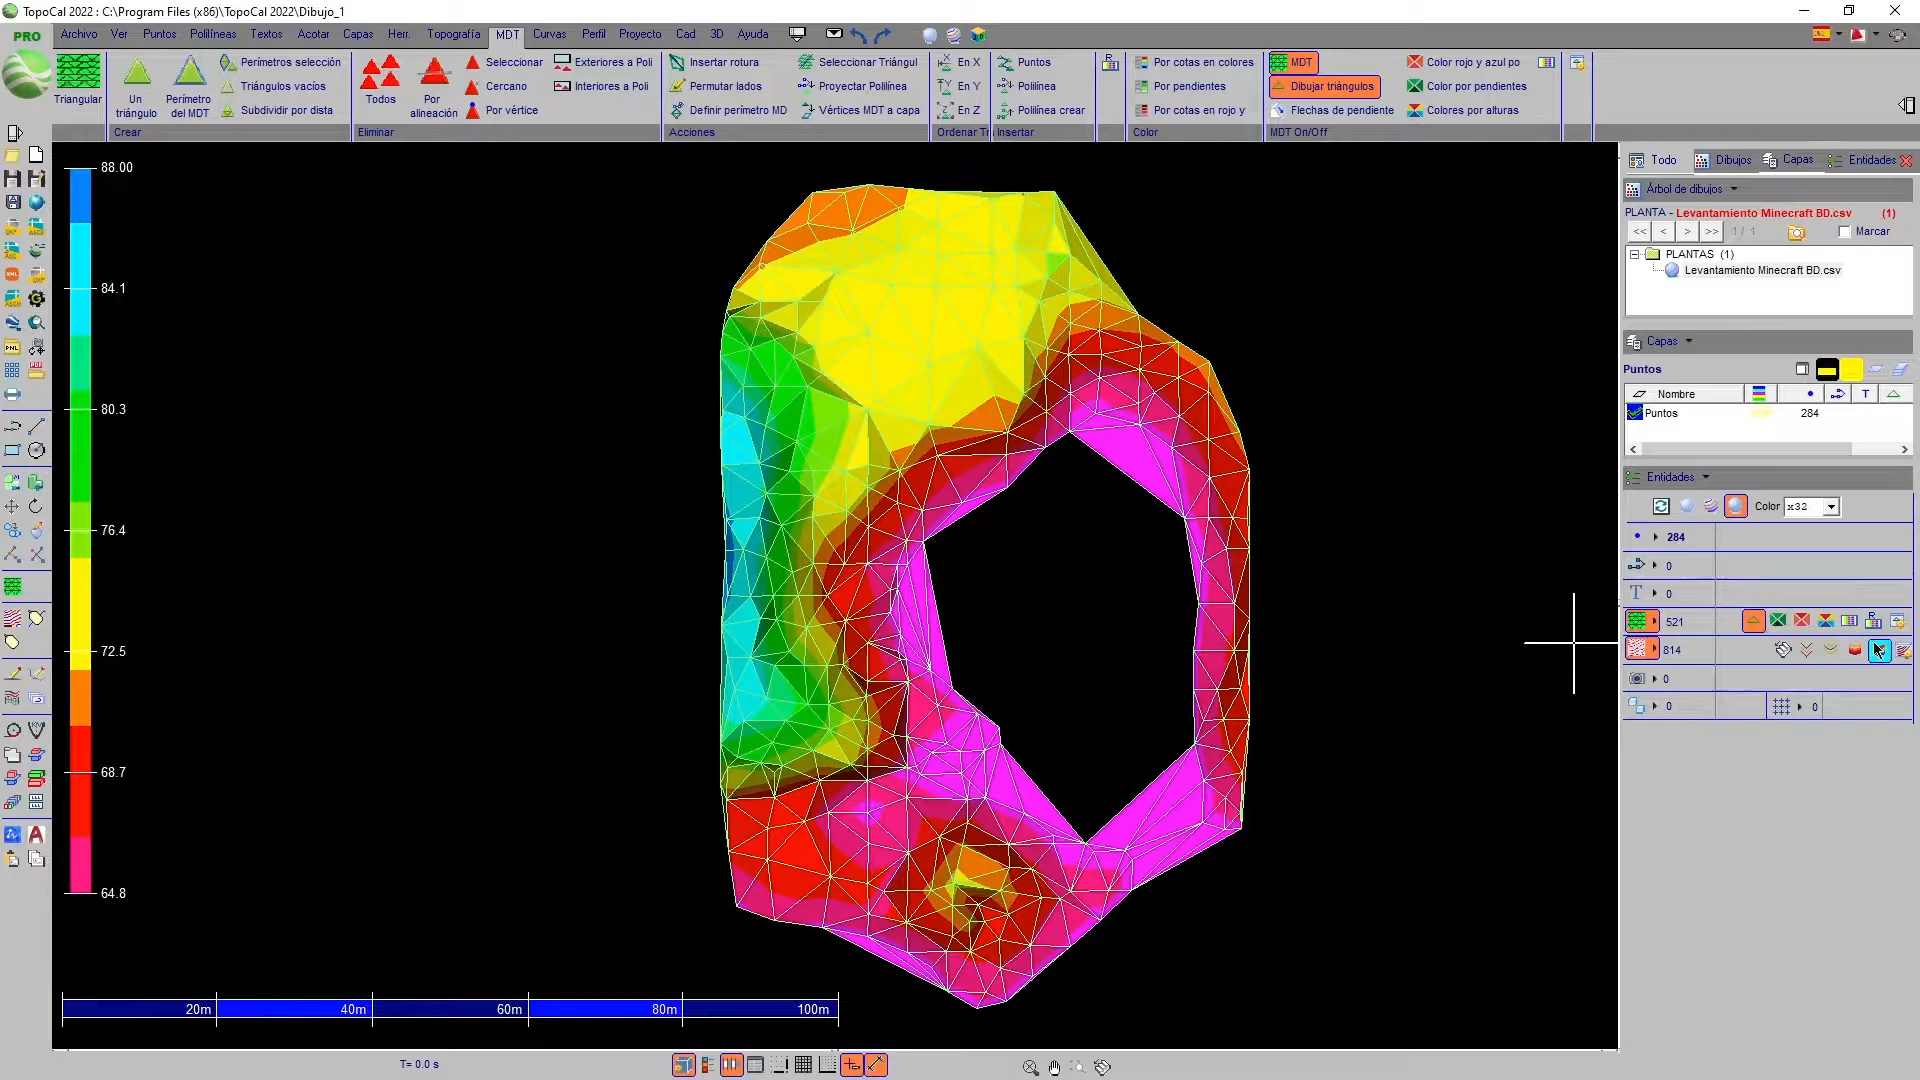 TopoCal 2022 : C:\Program Files (x86)\TopoCal 2022\Dibujo_1
PRO
Archivo Ver Puntos Polilíneas Textos Acotar Capas Herr. Topografía MDT Curvas Perfil Proyecto Cad 3D Ayuda
Triangular
Un triángulo
Perímetro del MDT
Perímetros selección
Triángulos vacíos
Subdividir por dista
Crear
Todos
Por alineación
Seleccionar
Cercano
Por vértice
Exteriores a Poli
Interiores a Poli
Eliminar
Insertar rotura
Permutar lados
Definir perímetro MD
Seleccionar Triángul
Proyectar Polilínea
Vértices MDT a capa
Acciones
En X
En Y
En Z
Ordenar Tr
Puntos
Polilínea
Polilínea crear
Insertar
Por cotas en colores
Por pendientes
Por cotas en rojo y
Color
MDT
Dibujar triángulos
Flechas de pendiente
Color rojo y azul po
Color por pendientes
Colores por alturas
MDT On/Off
88.00
84.1
80.3
76.4
72.5
68.7
64.8
20m 40m 60m 80m 100m
T= 0.0 s
Todo Dibujos Capas Entidades
Árbol de dibujos
PLANTA - Levantamiento Minecraft BD.csv (1)
<< < > >> 1 / 1 Marcar
PLANTAS (1)
Levantamiento Minecraft BD.csv
Capas
Puntos
Nombre T
Puntos 284
Entidades
Color x32
284
0
T 0
521
814
0
0 0